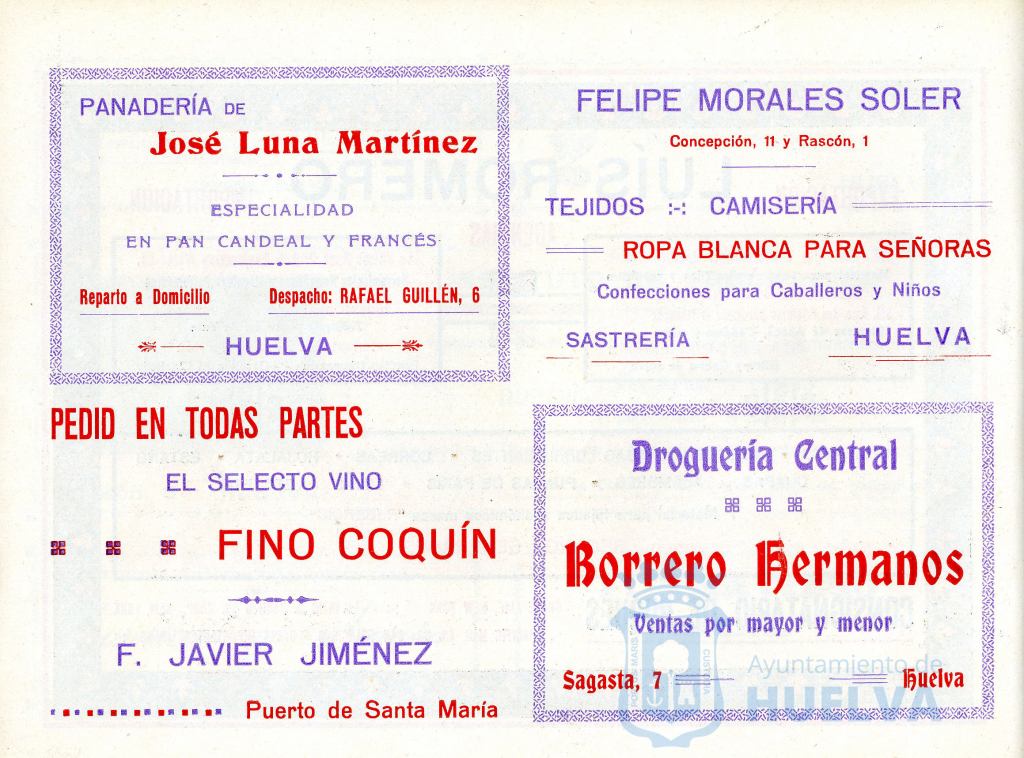 PANADERÍA DE
José Luna Martínez
ESPECIALIDAD
EN PAN CANDEAL Y FRANCÉS
Reparto a Domicilio Despacho: RAFAEL GUILLÉN, 6
HUELVA
FELIPE MORALES SOLER
Concepción, 11 y Rascón, 1
TEJIDOS :-: CAMISERÍA
ROPA BLANCA PARA SEÑORAS
Confecciones para Caballeros y Niños
SASTRERÍA HUELVA
PEDID EN TODAS PARTES
EL SELECTO VINO
FINO COQUÍN
F. JAVIER JIMÉNEZ
Puerto de Santa María
Droguería Central
Borrero Hermanos
Ventas por mayor y menor
Sagasta, 7 Huelva
Ayuntamiento de
HUELVA